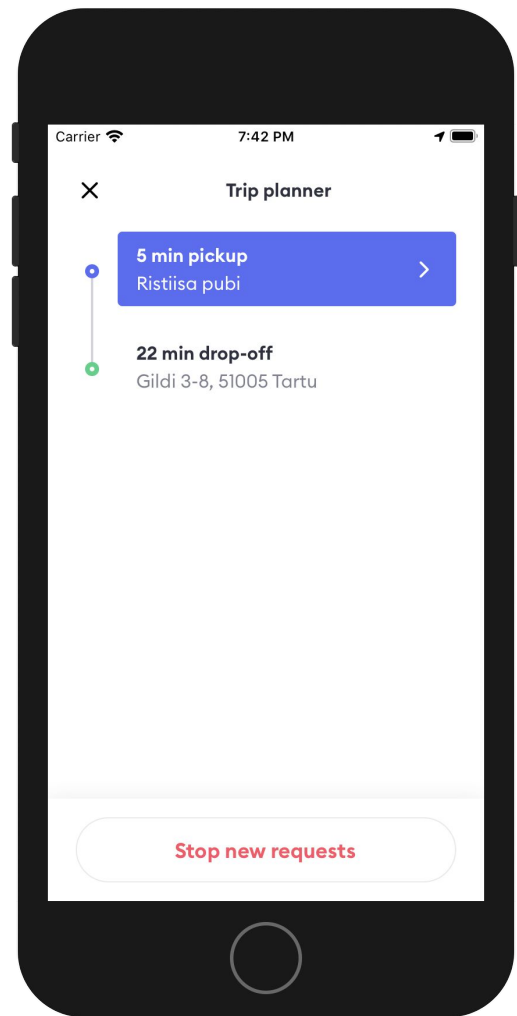 Carrier
7:42 PM
Trip planner
5 min pickup
Ristiisa pubi
22 min drop-off
Gildi 3-8, 51005 Tartu
Stop new requests